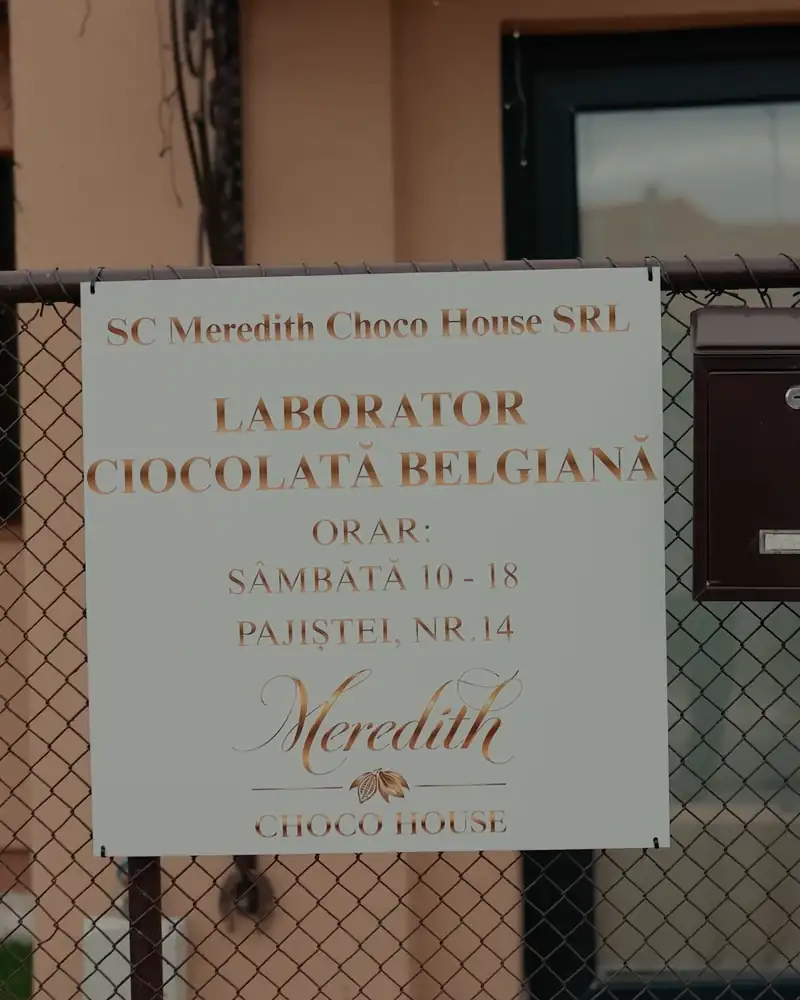 SC Meredith Choco House SRL
LABORATOR
CIOCOLATĂ BELGIANĂ
ORAR:
SÂMBĂTĂ 10 - 18
PAJIȘTEI, NR.14
Meredith
CHOCO HOUSE